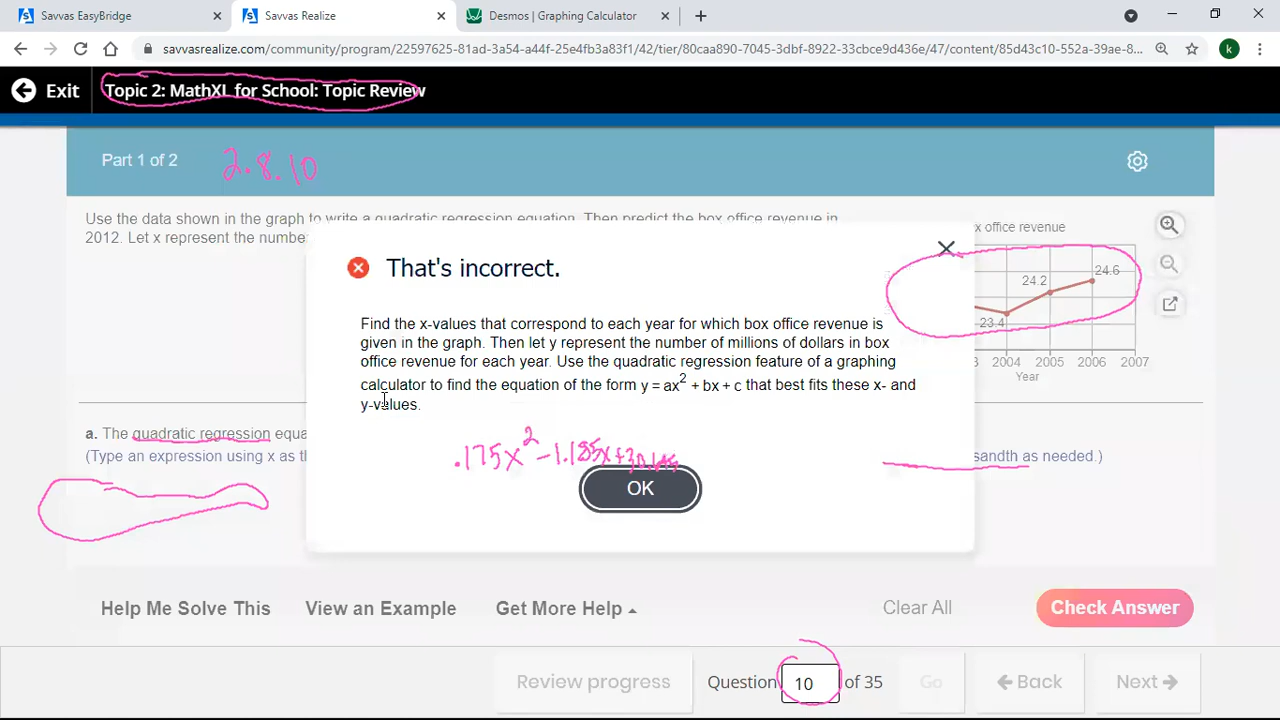 Savvas EasyBridge
Savvas Realize
Desmos | Graphing Calculator
savvasrealize.com/community/program/22597625-81ad-3a54-a44f-25e4fb3a83f1/42/tier/80caa890-7045-3dbf-8922-33cbce9d436e/47/content/85d43c10-552a-39ae-8...
k
Exit
Topic 2: MathXL for School: Topic Review
Part 1 of 2
2.8.10
Use the data shown in the graph to write a quadratic regression equation. Then predict the box office revenue in
2012. Let x represent the numbe
x office revenue
24.6
24.2
23.4
3 2004 2005 2006 2007
Year
That's incorrect.
Find the x-values that correspond to each year for which box office revenue is
given in the graph. Then let y represent the number of millions of dollars in box
office revenue for each year. Use the quadratic regression feature of a graphing
calculator to find the equation of the form y = ax² + bx + c that best fits these x- and
y-values.
a. The quadratic regression equa
(Type an expression using x as th
sandth as needed.)
.175x² - 1.185x +
OK
Help Me Solve This
View an Example
Get More Help
Clear All
Check Answer
Review progress
Question 10 of 35
Go
Back
Next